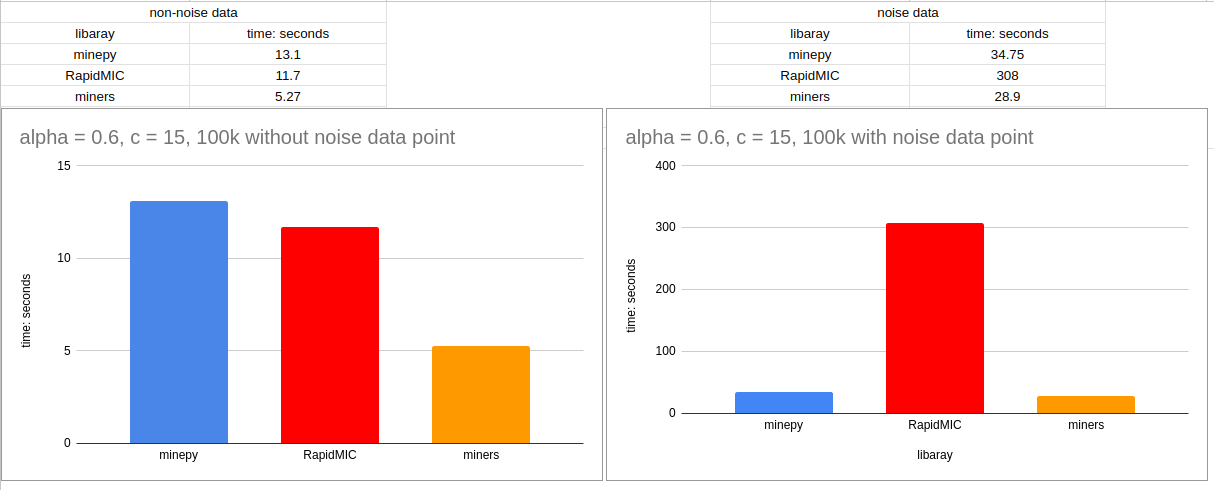 non-noise data
libaray time: seconds
minepy 13.1
RapidMIC 11.7
miners 5.27
noise data
libaray time: seconds
minepy 34.75
RapidMIC 308
miners 28.9
alpha = 0.6, c = 15, 100k without noise data point
15
10
5
0
time: seconds
minepy RapidMIC miners
alpha = 0.6, c = 15, 100k with noise data point
400
300
200
100
0
time: seconds
minepy RapidMIC miners
libaray